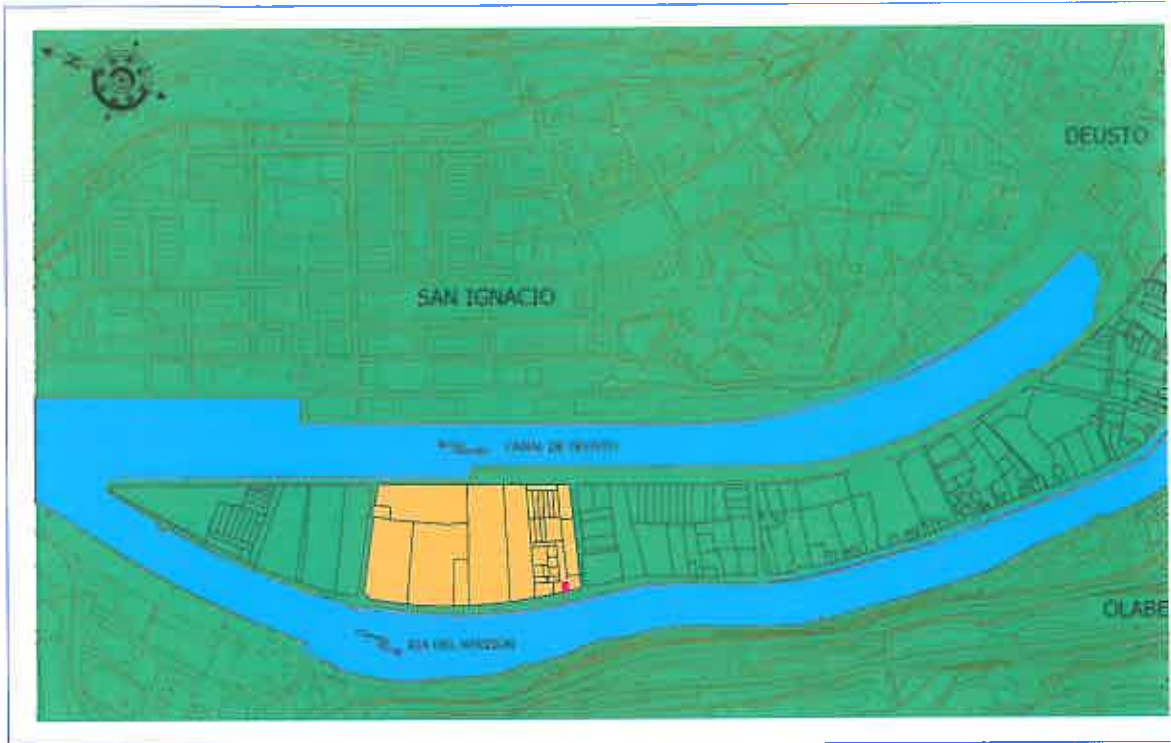 N
DEUSTO
SAN IGNACIO
CANAL DE DEUSTO
OLABE
RIA DEL NERVION